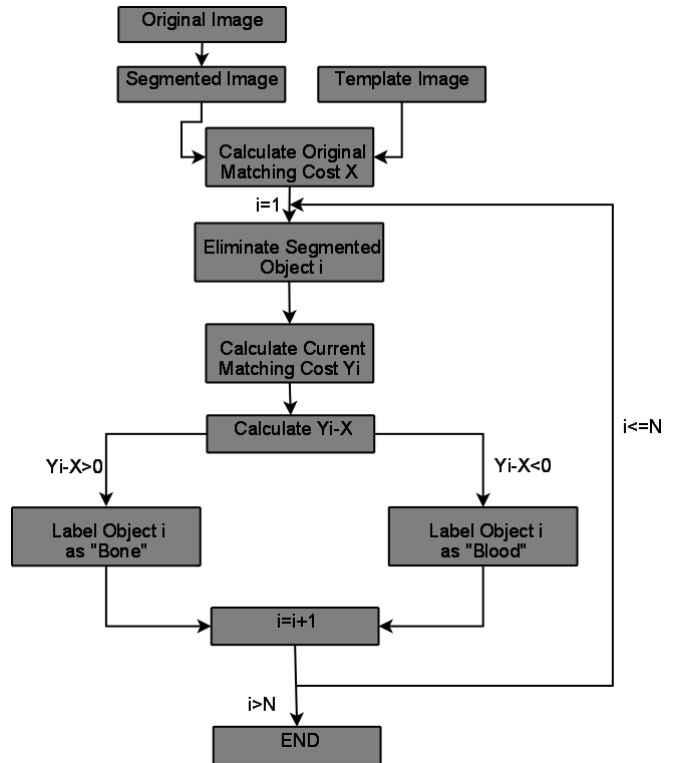 Original Image
Segmented Image
Template Image
Calculate Original
Matching Cost X
i=1
Eliminate Segmented
Object i
Calculate Current
Matching Cost Yi
i<=N
Calculate Yi-X
Yi-X>0
Yi-X<0
Label Object i
as "Bone"
Label Object i
as "Blood"
i=i+1
i>N
END